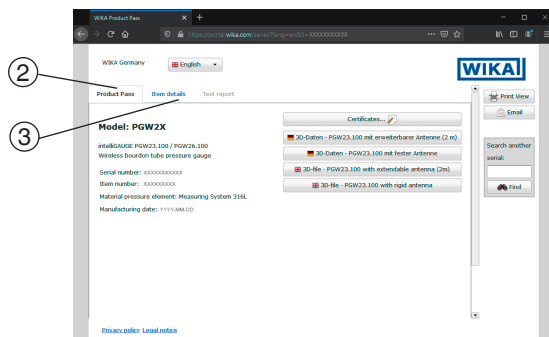 WIKA Product Pass
https://portal.wika.com/serial/?lang=en&S=XXXXXXXXXXX
WIKA Germany
English
WIKA
2
Product Pass
Item details
Test report
3
Print View
Email
Search another
serial:
Find
Model: PGW2X
Certificates...
3D-Daten - PGW23.100 mit erweiterbarer Antenne (2 m)
intelliGAUGE PGW23.100 / PGW26.100
3D-Daten - PGW23.100 mit fester Antenne
Wireless bourdon tube pressure gauge
3D-file - PGW23.100 with extendable antenna (2m)
Serial number: XXXXXXXXXXX
3D-file - PGW23.100 with rigid antenna
Item number: XXXXXXXXX
Material pressure element: Measuring System 316L
Manufacturing date: YYYY-MM-DD
Privacy policy Legal notice